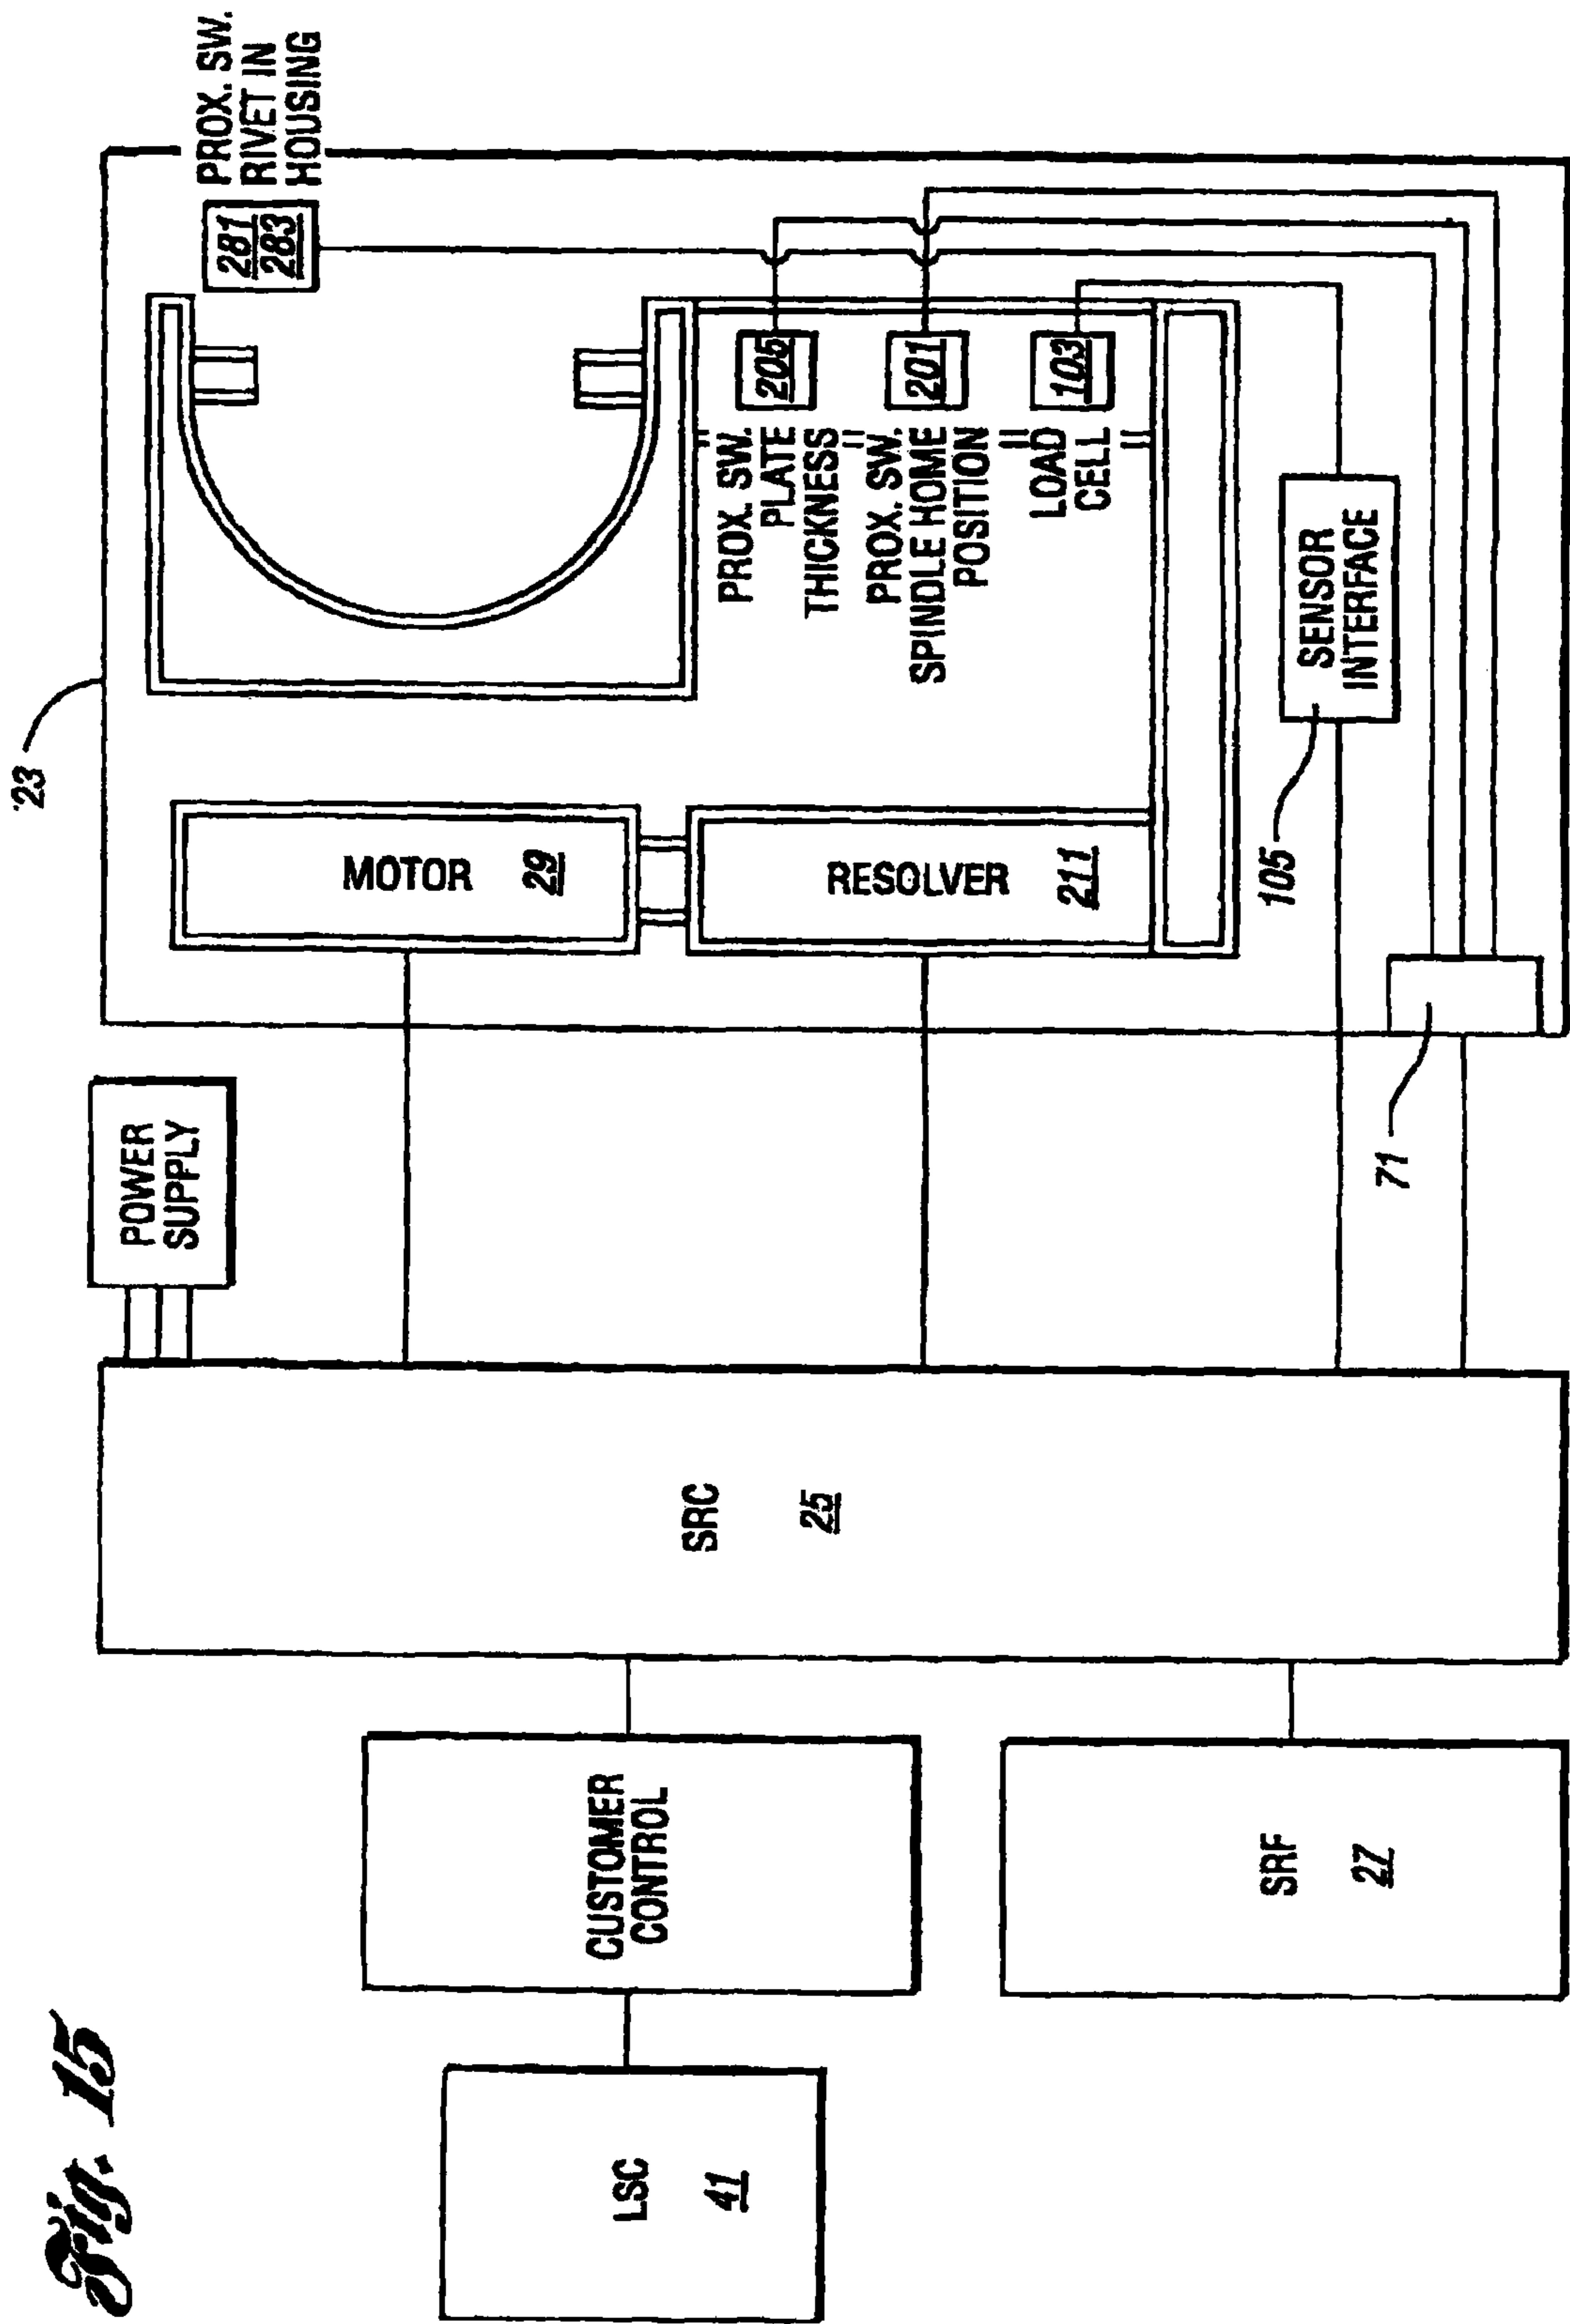 Fig. 15
LSC
41
CUSTOMER
CONTROL
SRF
27
SRC
25
POWER
SUPPLY
23
MOTOR
29
RESOLVER
211
PROX. SW.
RIVET IN
HOUSING
281
283
PROX. SW.
PLATE
THICKNESS
205
PROX. SW.
SPINDLE HOME
POSITION
201
LOAD
CELL
103
SENSOR
INTERFACE
105
71